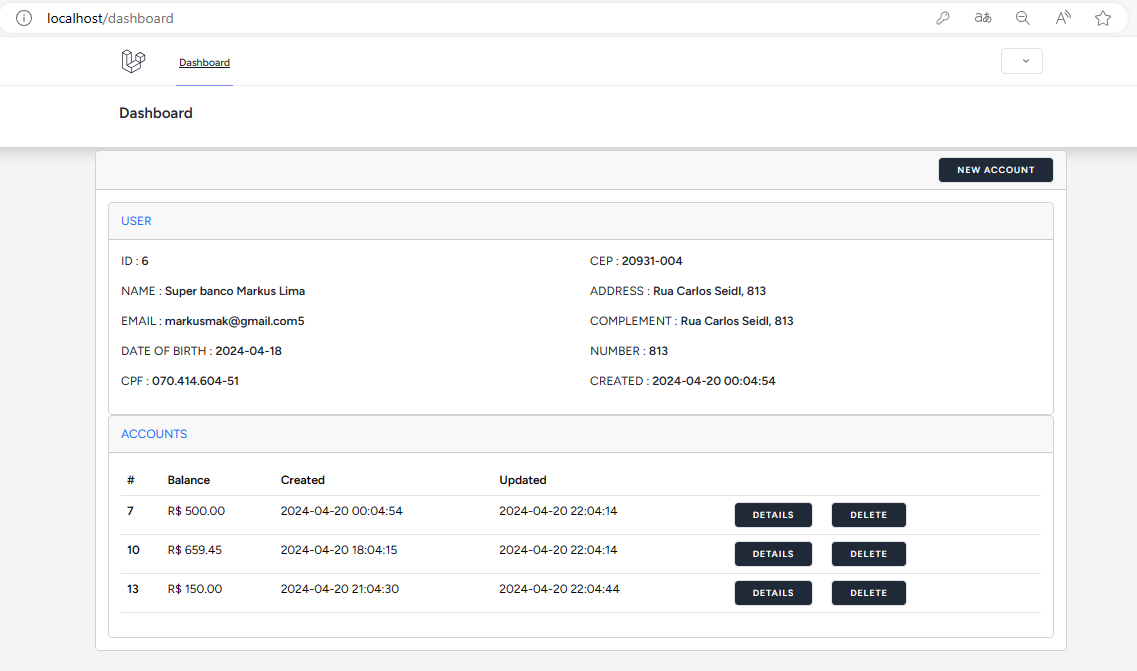 localhost/dashboard
Dashboard
Dashboard
NEW ACCOUNT
USER
ID : 6
CEP : 20931-004
NAME : Super banco Markus Lima
ADDRESS : Rua Carlos Seidl, 813
EMAIL : markusmak@gmail.com5
COMPLEMENT : Rua Carlos Seidl, 813
DATE OF BIRTH : 2024-04-18
NUMBER : 813
CPF : 070.414.604-51
CREATED : 2024-04-20 00:04:54
ACCOUNTS
# Balance Created Updated
7 R$ 500.00 2024-04-20 00:04:54 2024-04-20 22:04:14 DETAILS DELETE
10 R$ 659.45 2024-04-20 18:04:15 2024-04-20 22:04:14 DETAILS DELETE
13 R$ 150.00 2024-04-20 21:04:30 2024-04-20 22:04:44 DETAILS DELETE